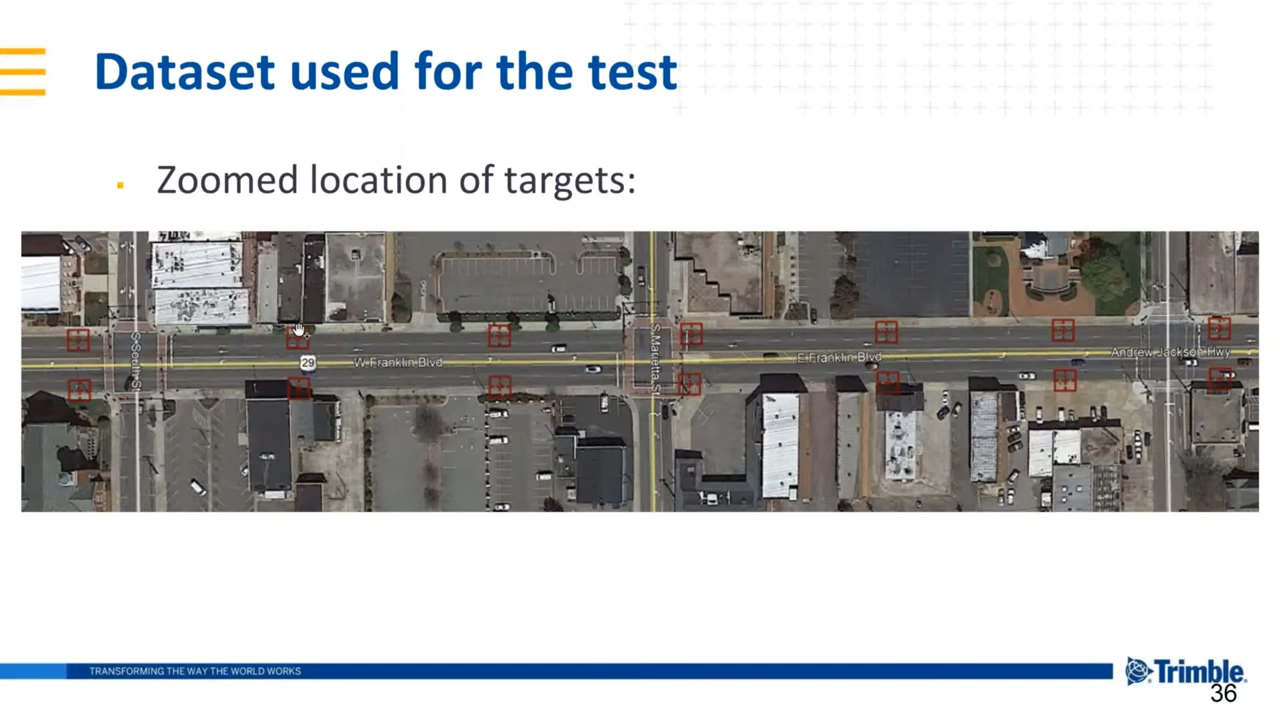 Dataset used for the test
Zoomed location of targets:
S Scruggs St
29
W Franklin Blvd
S Marietta St
E Franklin Blvd
Andrew Jackson Hwy
TRANSFORMING THE WAY THE WORLD WORKS
Trimble
36